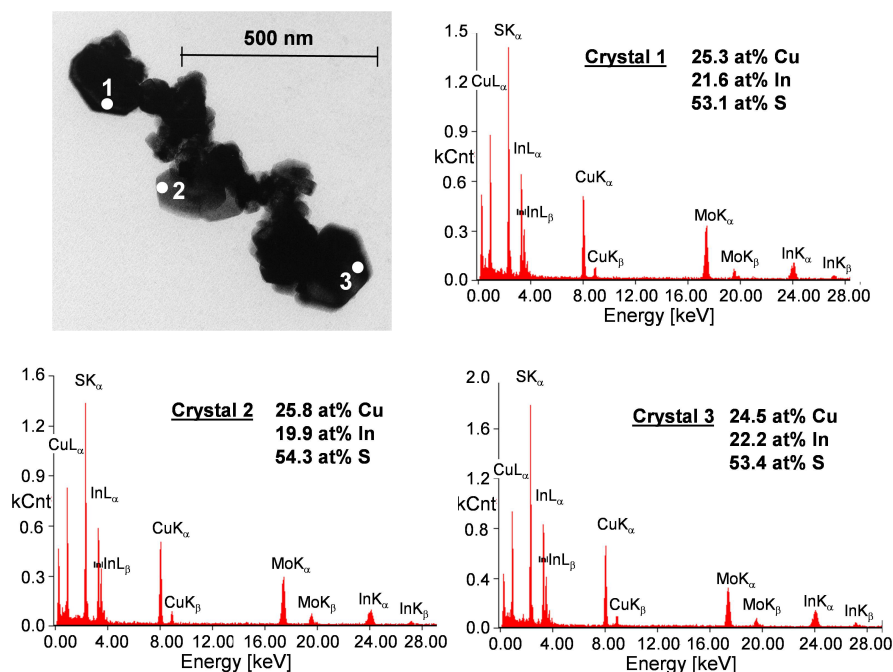 500 nm
1
2
3
1.5
1.2
0.9
kCnt
0.6
0.3
0.0
SKα
CuLα
InLα
InLβ
CuKα
CuKβ
MoKα
MoKβ
InKα
InKβ
Crystal 1 25.3 at% Cu
21.6 at% In
53.1 at% S
0.00 4.00 8.00 12.00 16.00 20.00 24.00 28.00
Energy [keV]
1.6
1.2
0.9
kCnt
0.6
0.3
0.0
SKα
CuLα
InLα
InLβ
CuKα
CuKβ
MoKα
MoKβ
InKα
InKβ
Crystal 2 25.8 at% Cu
19.9 at% In
54.3 at% S
0.00 4.00 8.00 12.00 16.00 20.00 24.00 28.00
Energy [keV]
2.0
1.6
1.2
kCnt
0.8
0.4
0.0
SKα
CuLα
InLα
InLβ
CuKα
CuKβ
MoKα
MoKβ
InKα
InKβ
Crystal 3 24.5 at% Cu
22.2 at% In
53.4 at% S
0.00 4.00 8.00 12.00 16.00 20.00 24.00 28.00
Energy [keV]